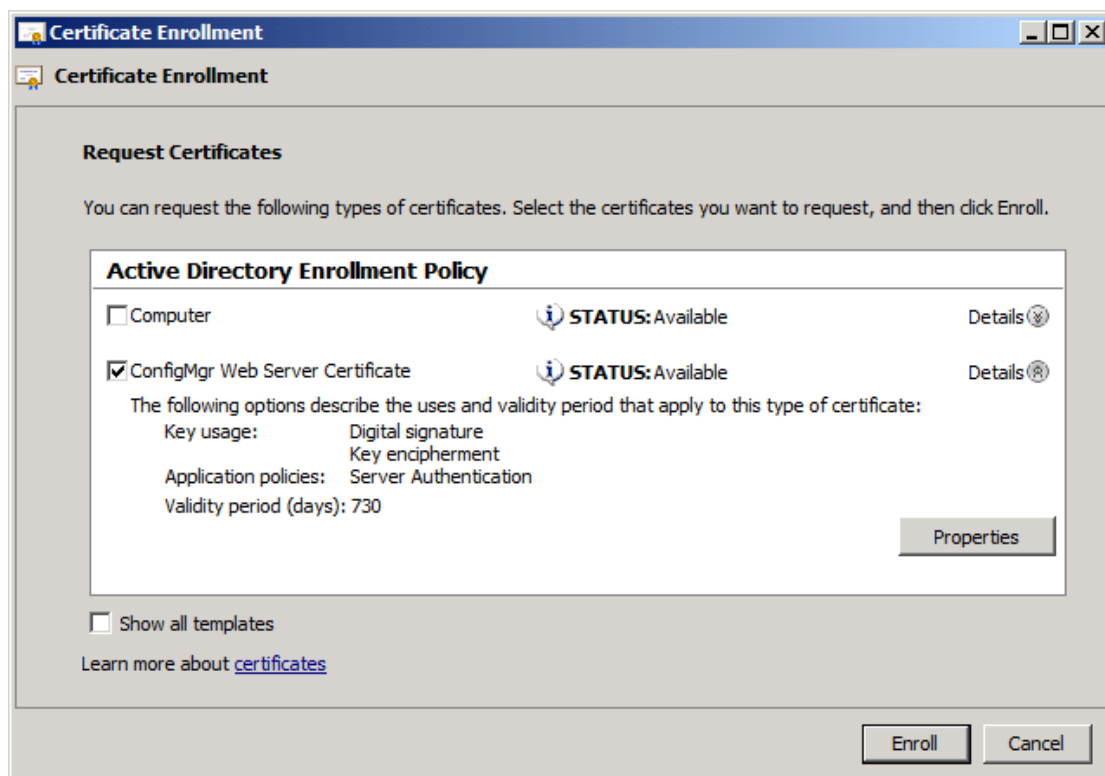 Certificate Enrollment
Certificate Enrollment
Request Certificates
You can request the following types of certificates. Select the certificates you want to request, and then click Enroll.
Active Directory Enrollment Policy
Computer STATUS: Available Details
ConfigMgr Web Server Certificate STATUS: Available Details
The following options describe the uses and validity period that apply to this type of certificate:
Key usage: Digital signature
Key encipherment
Application policies: Server Authentication
Validity period (days): 730
Properties
Show all templates
Learn more about certificates
Enroll Cancel